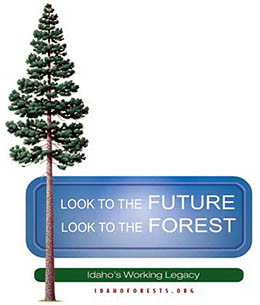 LOOK TO THE FUTURE
LOOK TO THE FOREST
Idaho's Working Legacy
IDAHOFORESTS.ORG